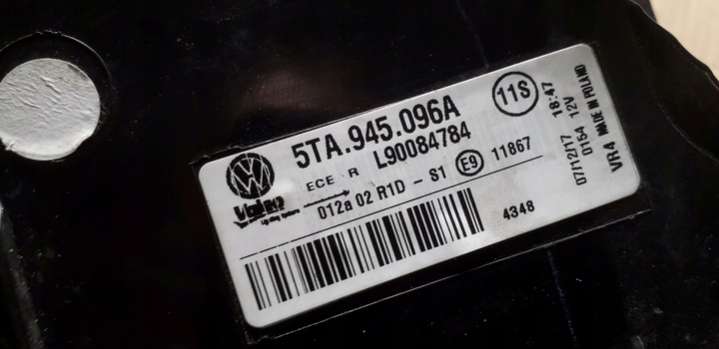 5TA.945.096A
L90084784
11S
ECE R
012a 02 R1D - S1
E9
11867
4348
07/12/17 18:47
0154 12V
VR4 MADE IN POLAND